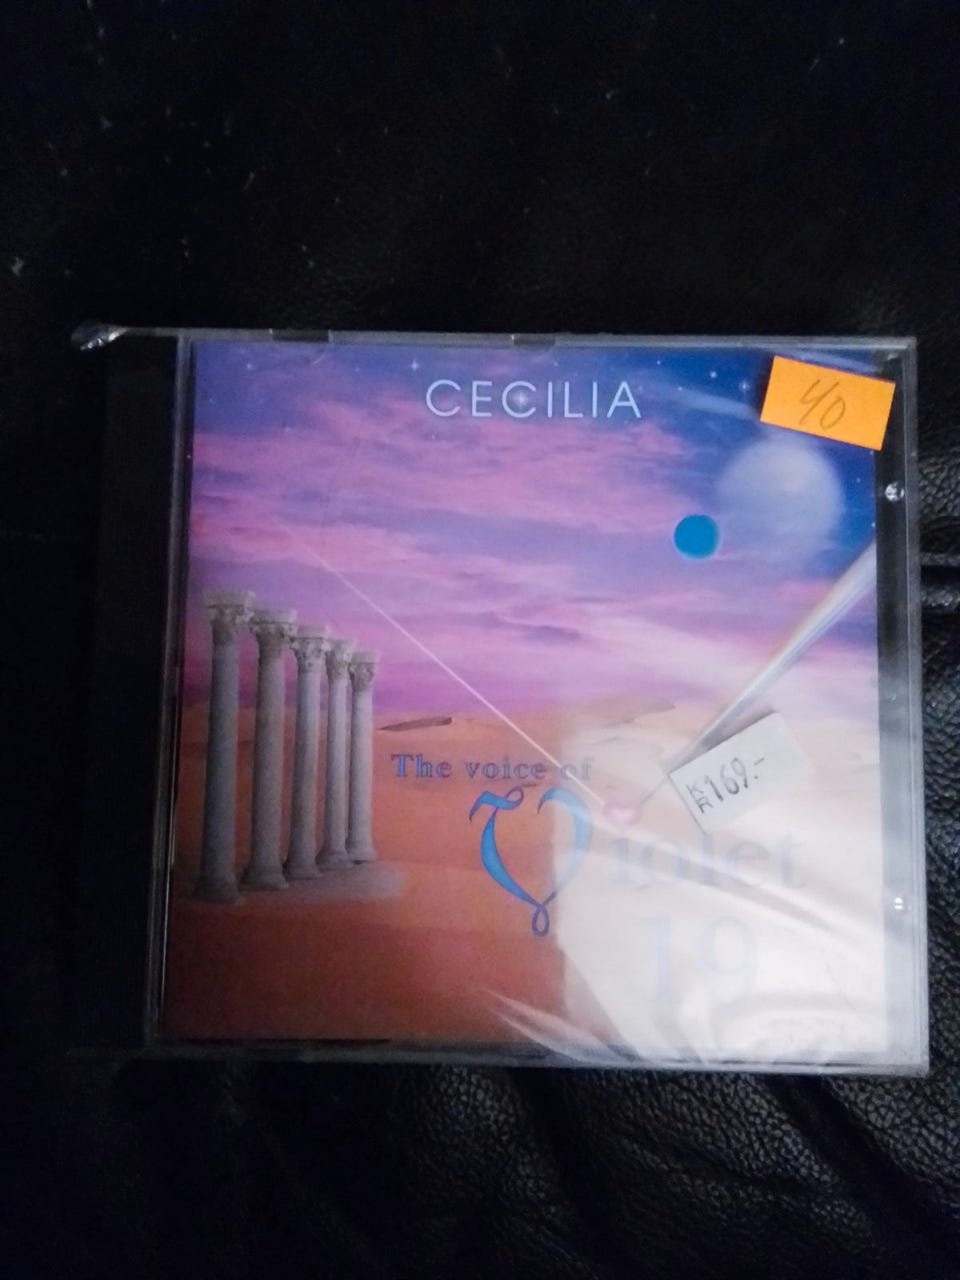 CECILIA
40
The voice of
KR 169.-
Violet
19